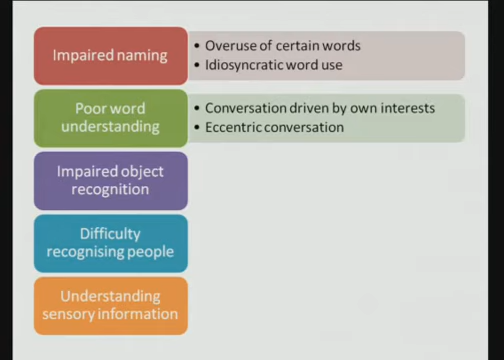 Impaired naming
• Overuse of certain words
• Idiosyncratic word use
Poor word
understanding
• Conversation driven by own interests
• Eccentric conversation
Impaired object
recognition
Difficulty
recognising people
Understanding
sensory information